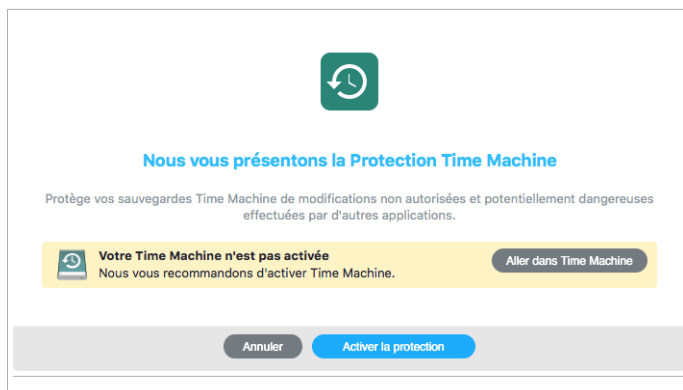 Nous vous présentons la Protection Time Machine
Protège vos sauvegardes Time Machine de modifications non autorisées et potentiellement dangereuses
effectuées par d'autres applications.
Votre Time Machine n'est pas activée
Nous vous recommandons d'activer Time Machine.
Aller dans Time Machine
Annuler
Activer la protection